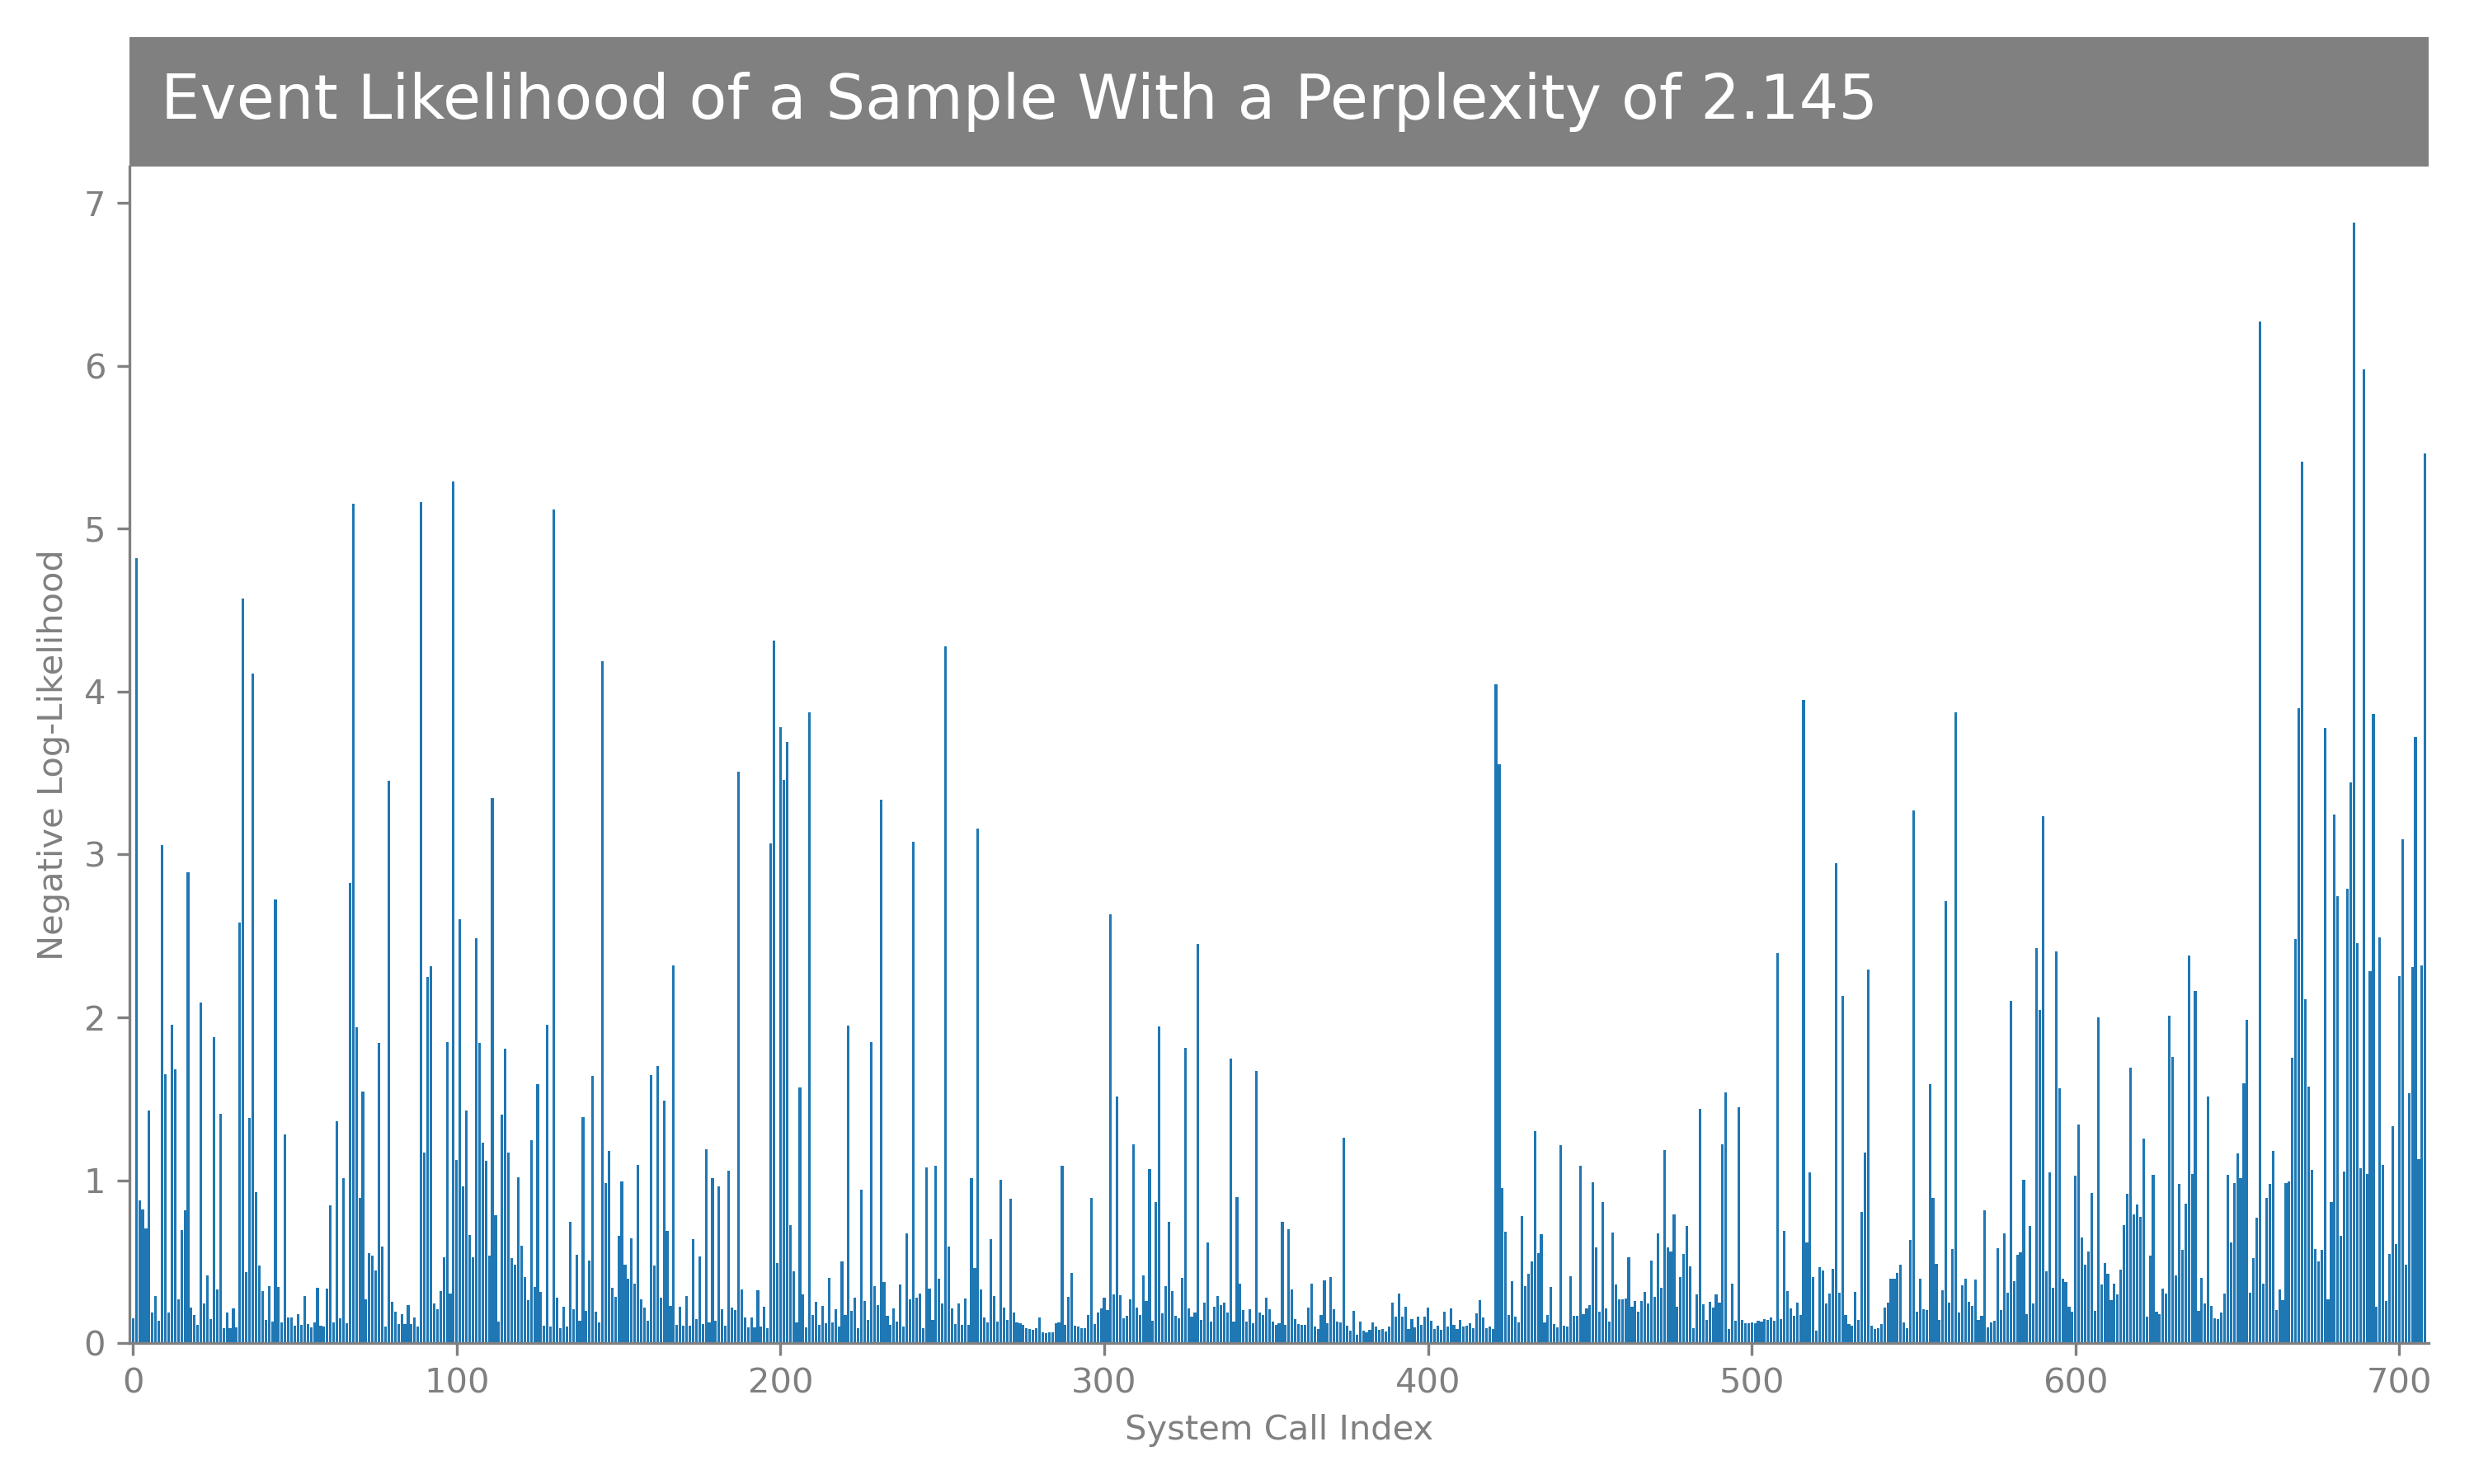 Event Likelihood of a Sample With a Perplexity of 2.145
Negative Log-Likelihood
7
6
5
4
3
2
1
0
0 100 200 300 400 500 600 700
System Call Index